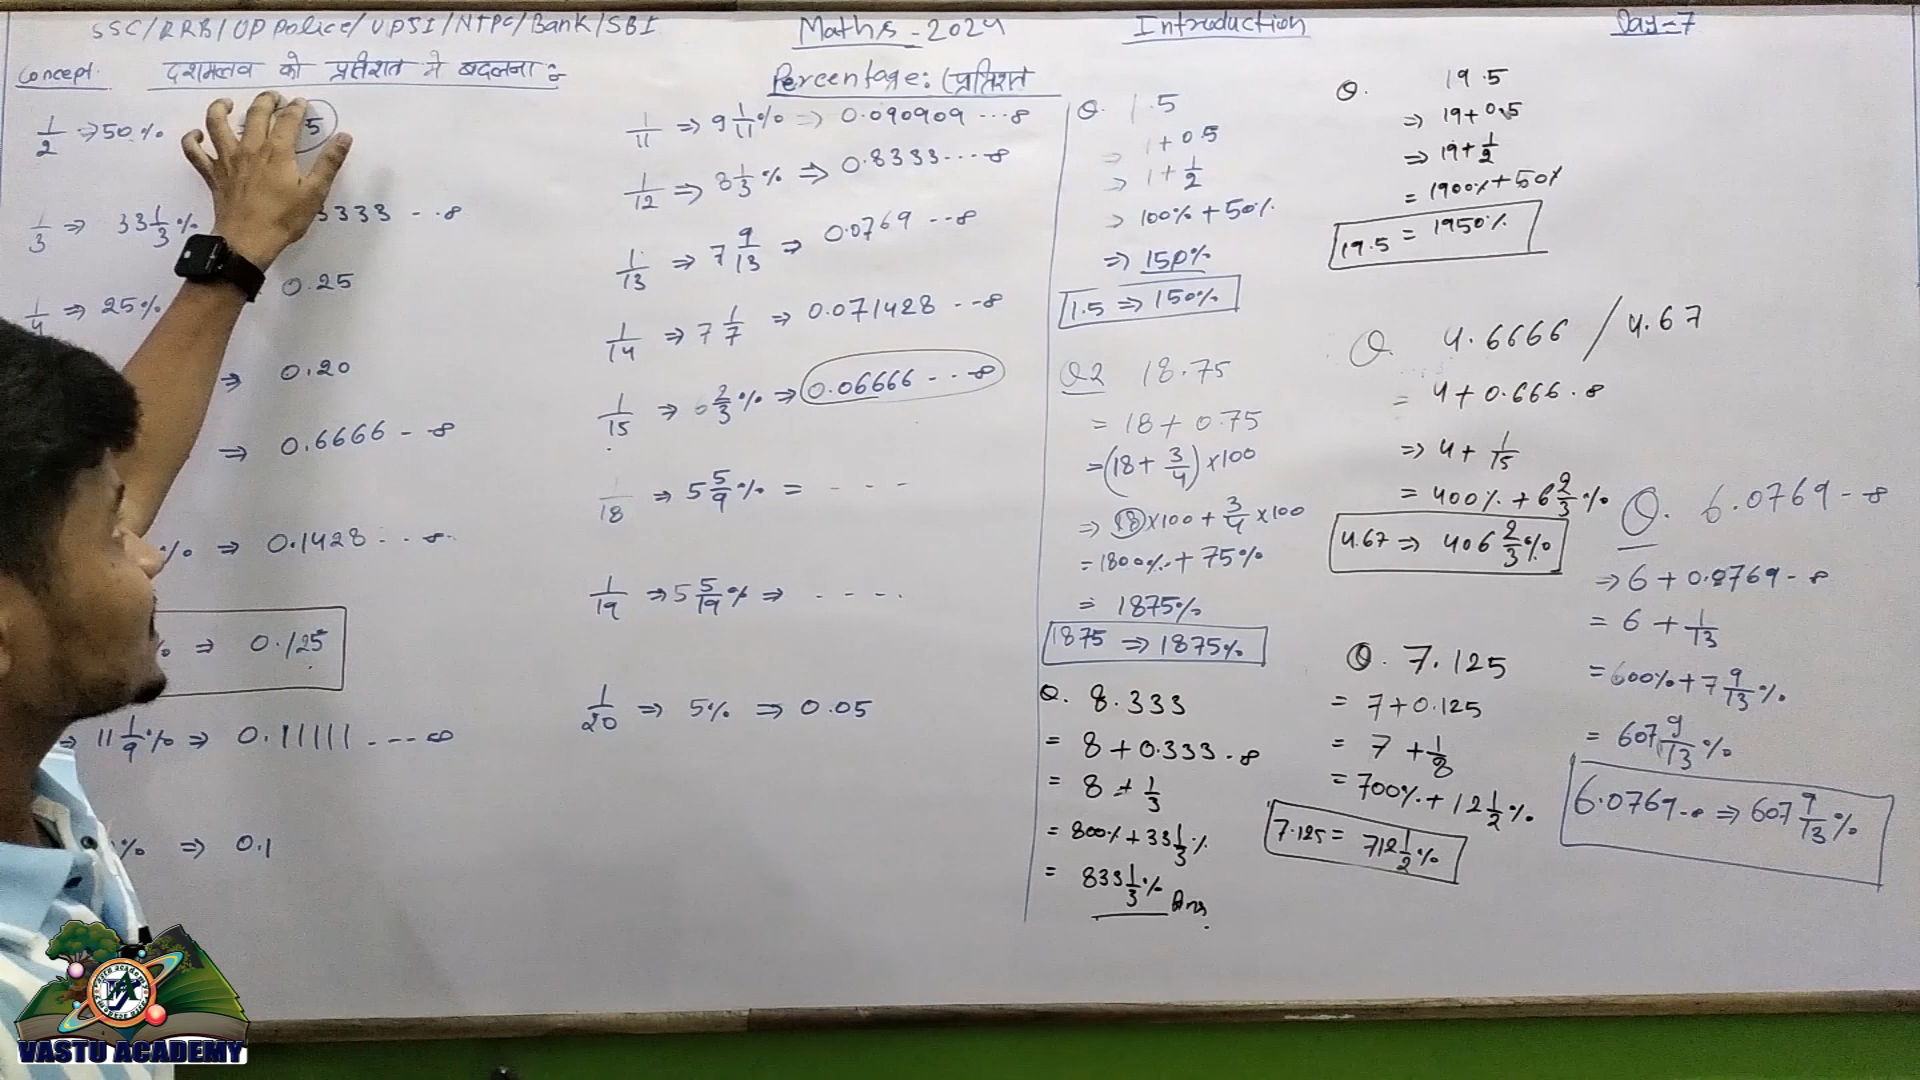 SSC/RRB/UP Police/UPSI/NTPC/Bank/SBI
Maths - 2024
Introduction
Day-7
Concept:
दशमलव को प्रतिशत मे बदलना :-
Percentage: (प्रतिशत
1/2 ⇒ 50%
5
1/3 ⇒ 33 1/3%
3333 - - ∞
1/4 ⇒ 25%
0.25
⇒ 0.20
⇒ 0.6666 - ∞
% ⇒ 0.1428 - - ∞
% ⇒ 0.125
⇒ 11 1/9% ⇒ 0.11111 - - - ∞
% ⇒ 0.1
1/11 ⇒ 9 1/11% ⇒ 0.090909 ... ∞
1/12 ⇒ 8 1/3% ⇒ 0.8333 - - - ∞
1/13 ⇒ 7 9/13 ⇒ 0.0769 - - ∞
1/14 ⇒ 7 1/7 ⇒ 0.071428 - - ∞
1/15 ⇒ 6 2/3% ⇒ 0.06666 - - ∞
1/18 ⇒ 5 5/9% = - - -
1/19 ⇒ 5 5/19% ⇒ - - - -
1/20 ⇒ 5% ⇒ 0.05
Q. 1.5
⇒ 1 + 0.5
⇒ 1 + 1/2
⇒ 100% + 50%
⇒ 150%
1.5 ⇒ 150%
Q2 18.75
= 18 + 0.75
= (18 + 3/4) × 100
⇒ 18 × 100 + 3/4 × 100
= 1800% + 75%
= 1875%
1875 ⇒ 1875%
Q. 8.333
= 8 + 0.333 - ∞
= 8 + 1/3
= 800% + 33 1/3%
= 833 1/3% Ans
Q. 19.5
⇒ 19 + 0.5
⇒ 19 + 1/2
= 1900% + 50%
19.5 = 1950%
Q. 4.6666 / 4.67
= 4 + 0.666 . ∞
⇒ 4 + 1/15
= 400% + 6 2/3%
4.67 ⇒ 406 2/3%
Q. 7.125
= 7 + 0.125
= 7 + 1/8
= 700% + 12 1/2%
7.125 = 712 1/2%
Q. 6.0769 - ∞
⇒ 6 + 0.0769 - ∞
= 6 + 1/13
= 600% + 7 9/13%
= 607 9/13%
6.0769 - ∞ ⇒ 607 9/13%
vastu academy
VASTU ACADEMY